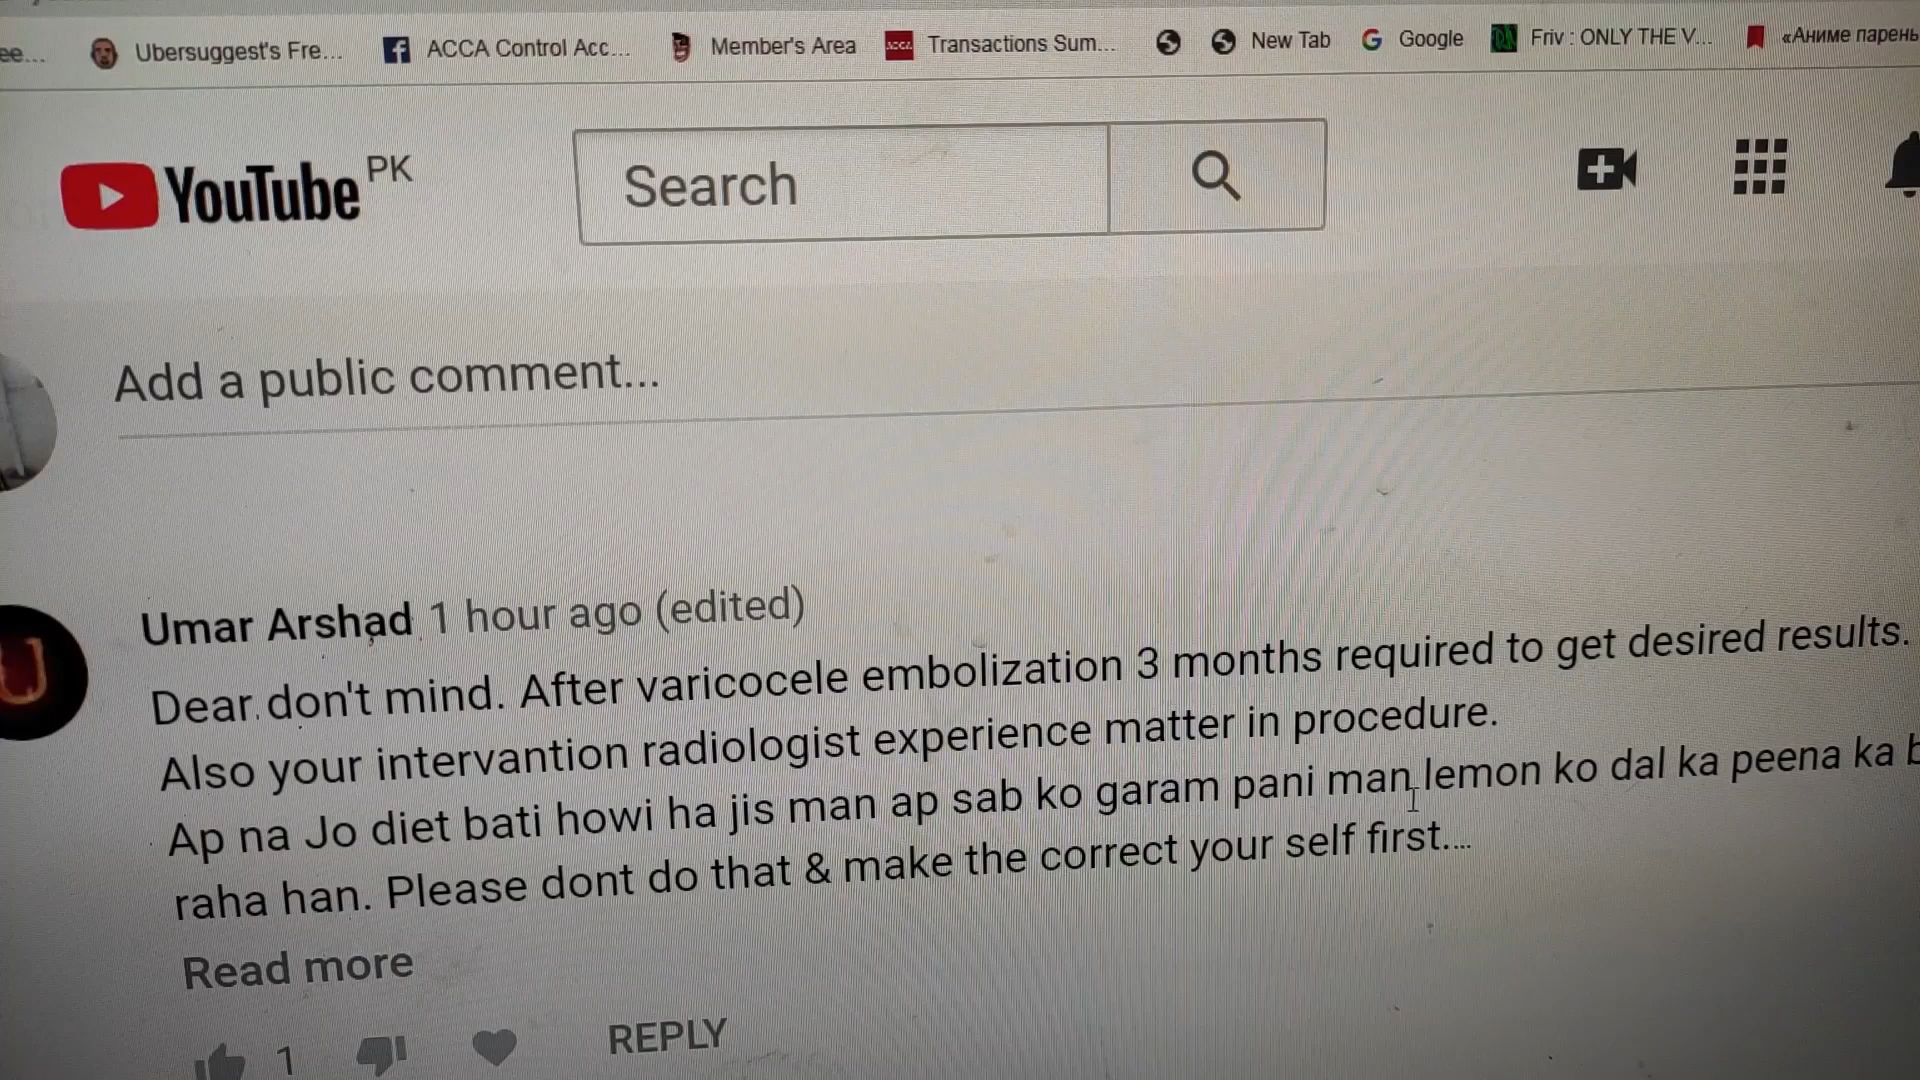 ee...
Ubersuggest's Fre...
ACCA Control Acc...
Member's Area
ACCA
Transactions Sum...
New Tab
Google
Friv : ONLY THE V...
«Аниме парень
YouTube PK
Search
Add a public comment...
U
Umar Arshad 1 hour ago (edited)
Dear don't mind. After varicocele embolization 3 months required to get desired results.
Also your intervantion radiologist experience matter in procedure.
Ap na Jo diet bati howi ha jis man ap sab ko garam pani man lemon ko dal ka peena ka
raha han. Please dont do that & make the correct your self first....
Read more
1
REPLY